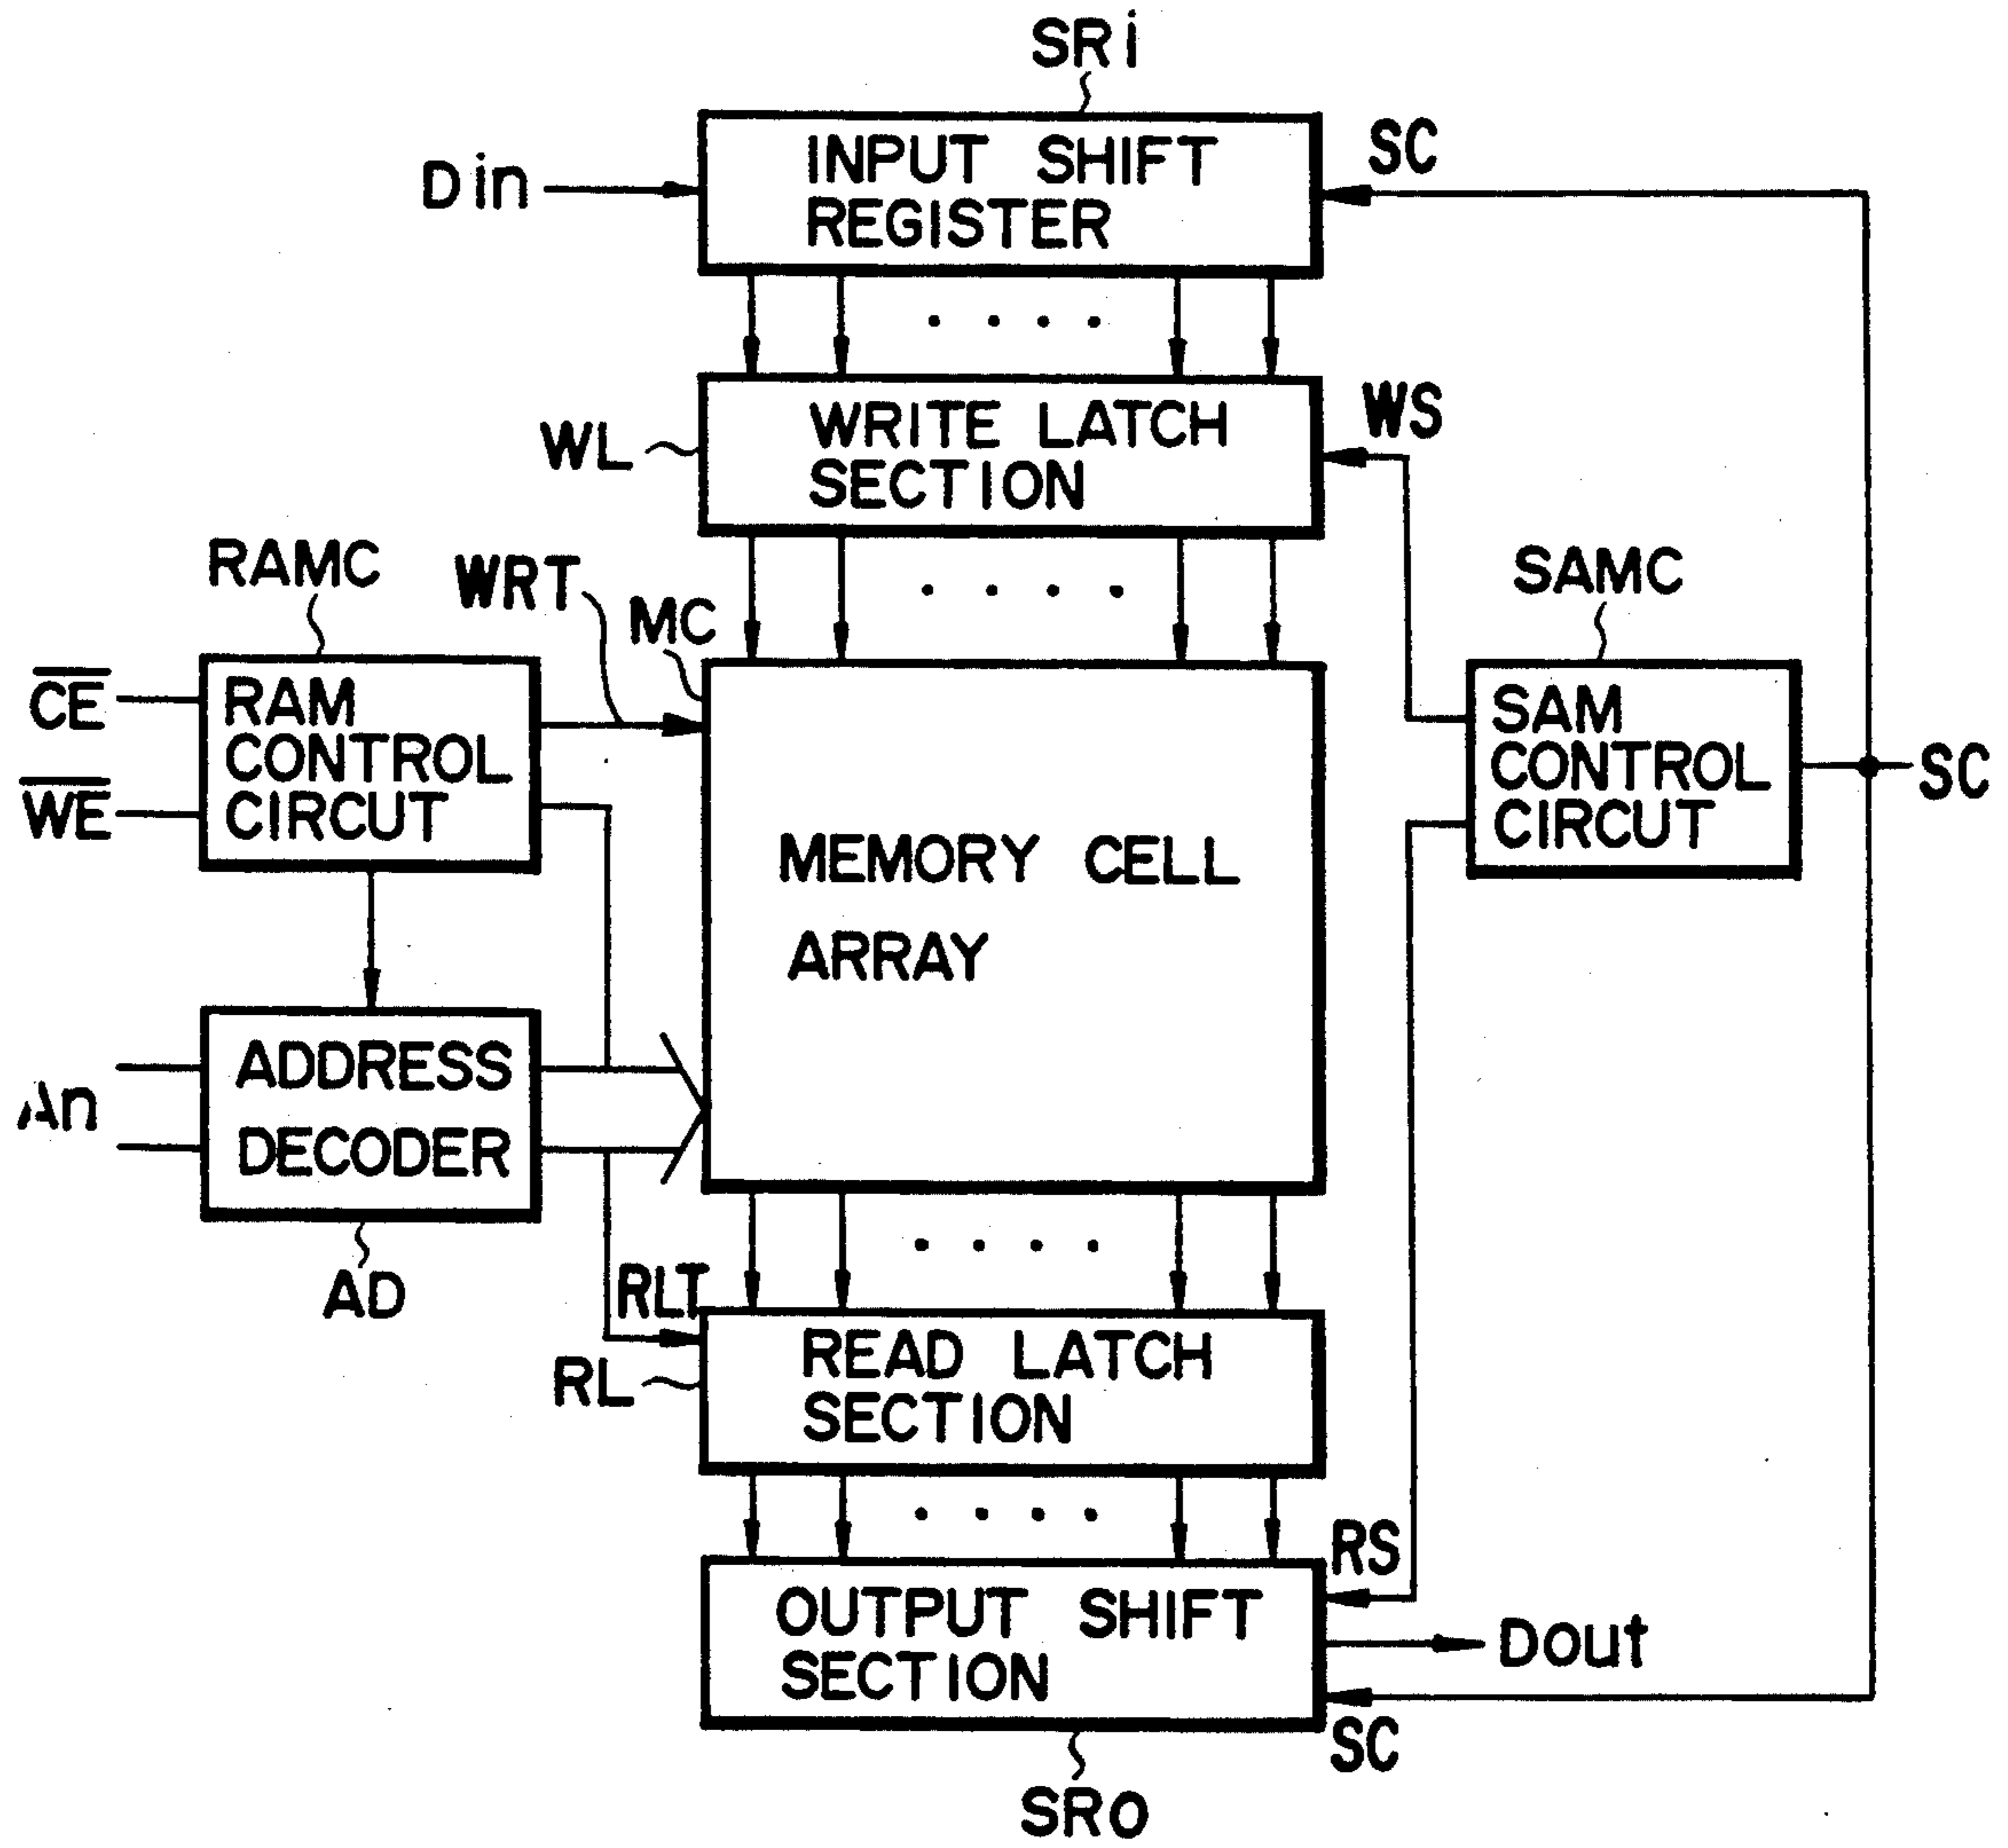 SRi
INPUT SHIFT
REGISTER
Din
SC
WRITE LATCH
SECTION
WL
WS
RAMC
WRT
MC
SAMC
CE
WE
RAM
CONTROL
CIRCUT
MEMORY CELL
ARRAY
SAM
CONTROL
CIRCUT
SC
An
ADDRESS
DECODER
AD
RLT
RL
READ LATCH
SECTION
RS
OUTPUT SHIFT
SECTION
Dout
SC
SRO